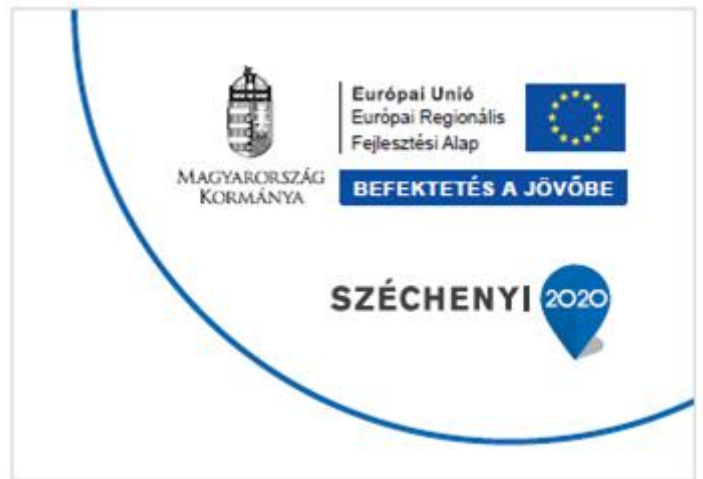 Európai Unió
Európai Regionális
Fejlesztési Alap
MAGYARORSZÁG
KORMÁNYA
BEFEKTETÉS A JÖVŐBE
SZÉCHENYI 2020